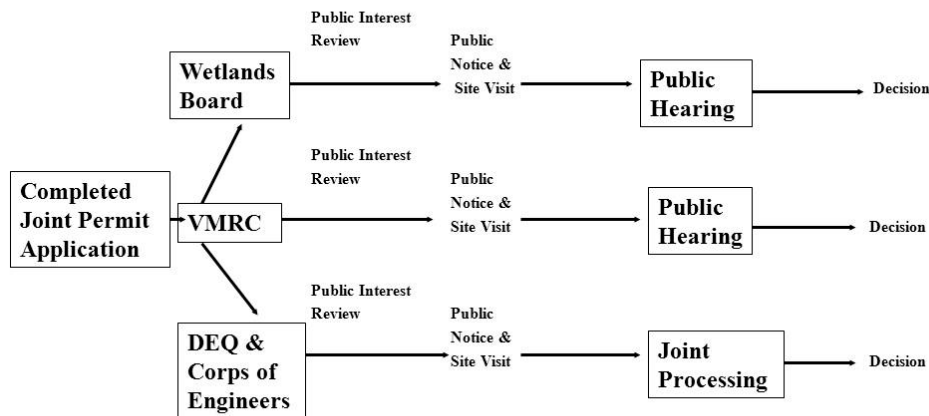 Public Interest
Review
Wetlands
Board
Public
Notice &
Site Visit
Public
Hearing
Decision
Completed
Joint Permit
Application
VMRC
Public Interest
Review
Public
Notice &
Site Visit
Public
Hearing
Decision
DEQ &
Corps of
Engineers
Public Interest
Review
Public
Notice &
Site Visit
Joint
Processing
Decision